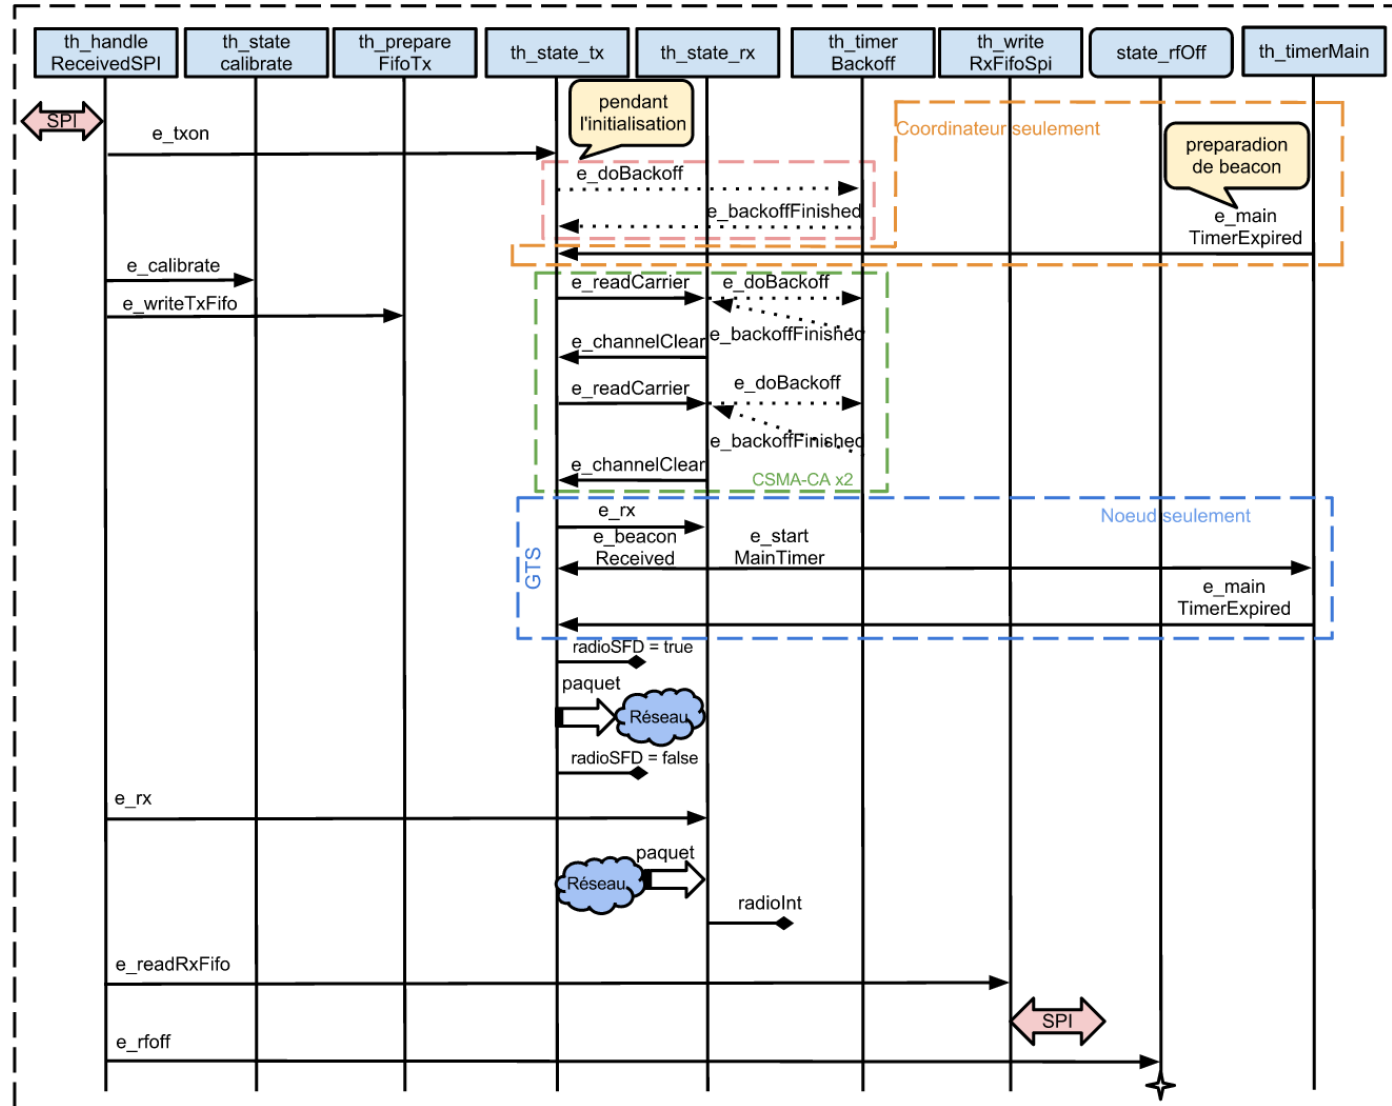 th_handle
ReceivedSPI
th_state
calibrate
th_prepare
FifoTx
th_state_tx
th_state_rx
th_timer
Backoff
th_write
RxFifoSpi
state_rfOff
th_timerMain
SPI
pendant
l'initialisation
Coordinateur seulement
e_txon
preparadion
de beacon
e_doBackoff
e_backoffFinished
e_main
TimerExpired
e_calibrate
e_readCarrier
e_doBackoff
e_writeTxFifo
e_backoffFinished
e_channelClear
e_readCarrier
e_doBackoff
e_backoffFinished
e_channelClear
CSMA-CA x2
e_rx
Noeud seulement
e_beacon
Received
e_start
MainTimer
GTS
e_main
TimerExpired
radioSFD = true
paquet
Réseau
radioSFD = false
e_rx
paquet
Réseau
radioInt
e_readRxFifo
SPI
e_rfoff